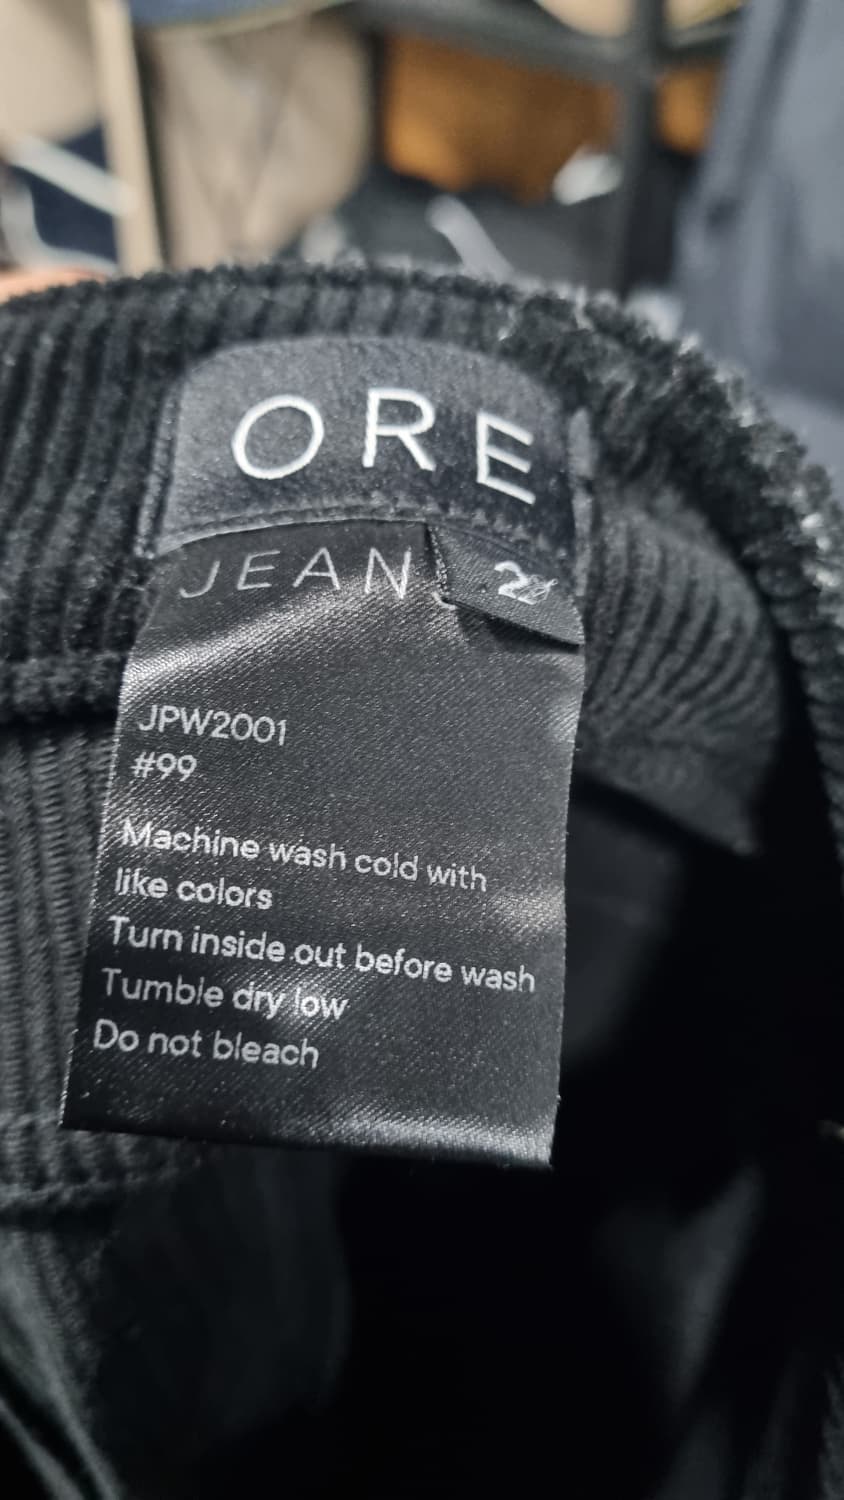 ORE
JEAN
JPW2001
#99
Machine wash cold with
like colors
Turn inside out before wash
Tumble dry low
Do not bleach